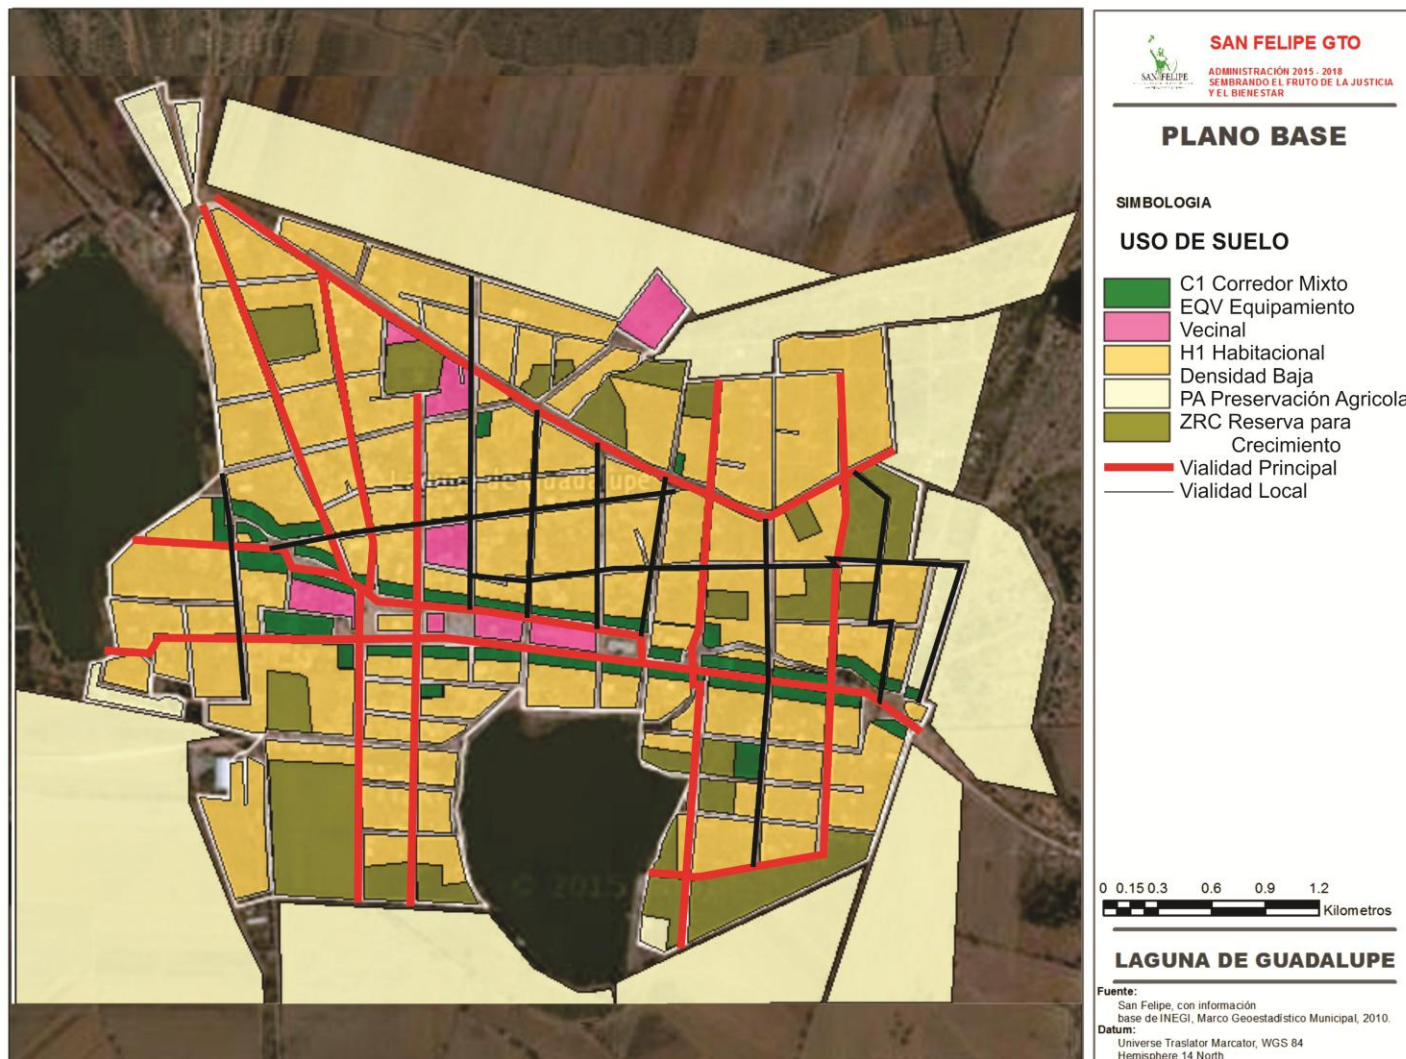 SAN FELIPE
SAN FELIPE GTO
ADMINISTRACIÓN 2015 - 2018
SEMBRANDO EL FRUTO DE LA JUSTICIA
Y EL BIENESTAR
PLANO BASE
SIMBOLOGIA
USO DE SUELO
C1 Corredor Mixto
EQV Equipamiento
Vecinal
H1 Habitacional
Densidad Baja
PA Preservación Agricola
ZRC Reserva para
Crecimiento
Vialidad Principal
Vialidad Local
Laguna de Guadalupe
© 2015
0 0.15 0.3 0.6 0.9 1.2
Kilometros
LAGUNA DE GUADALUPE
Fuente:
San Felipe, con información
base de INEGI, Marco Geoestadístico Municipal, 2010.
Datum:
Universe Traslator Marcator, WGS 84
Hemisphere 14 North